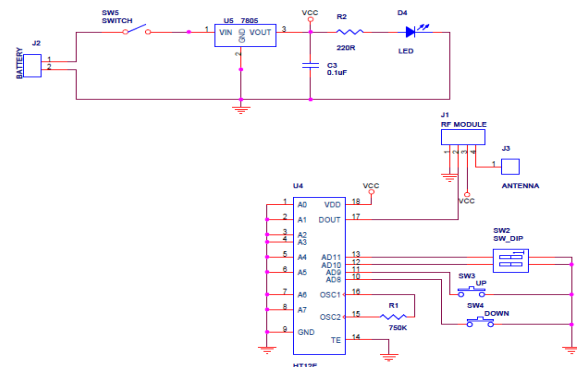 SW5
SWITCH
J2
BATTERY
1
2
U5 7805
1
VIN
GND
VOUT
3
2
VCC
R2
220R
D4
LED
C3
0.1uF
J1
RF MODULE
1
2
3
4
J3
1
ANTENNA
VCC
U4
VCC
1
A0
VDD
18
2
A1
DOUT
17
3
A2
4
A3
5
A4
AD11
13
AD10
12
6
A5
AD9
11
AD8
10
7
A6
OSC1
16
8
A7
OSC2
15
9
GND
TE
14
HT12E
R1
750K
SW2
SW_DIP
SW3
UP
SW4
DOWN